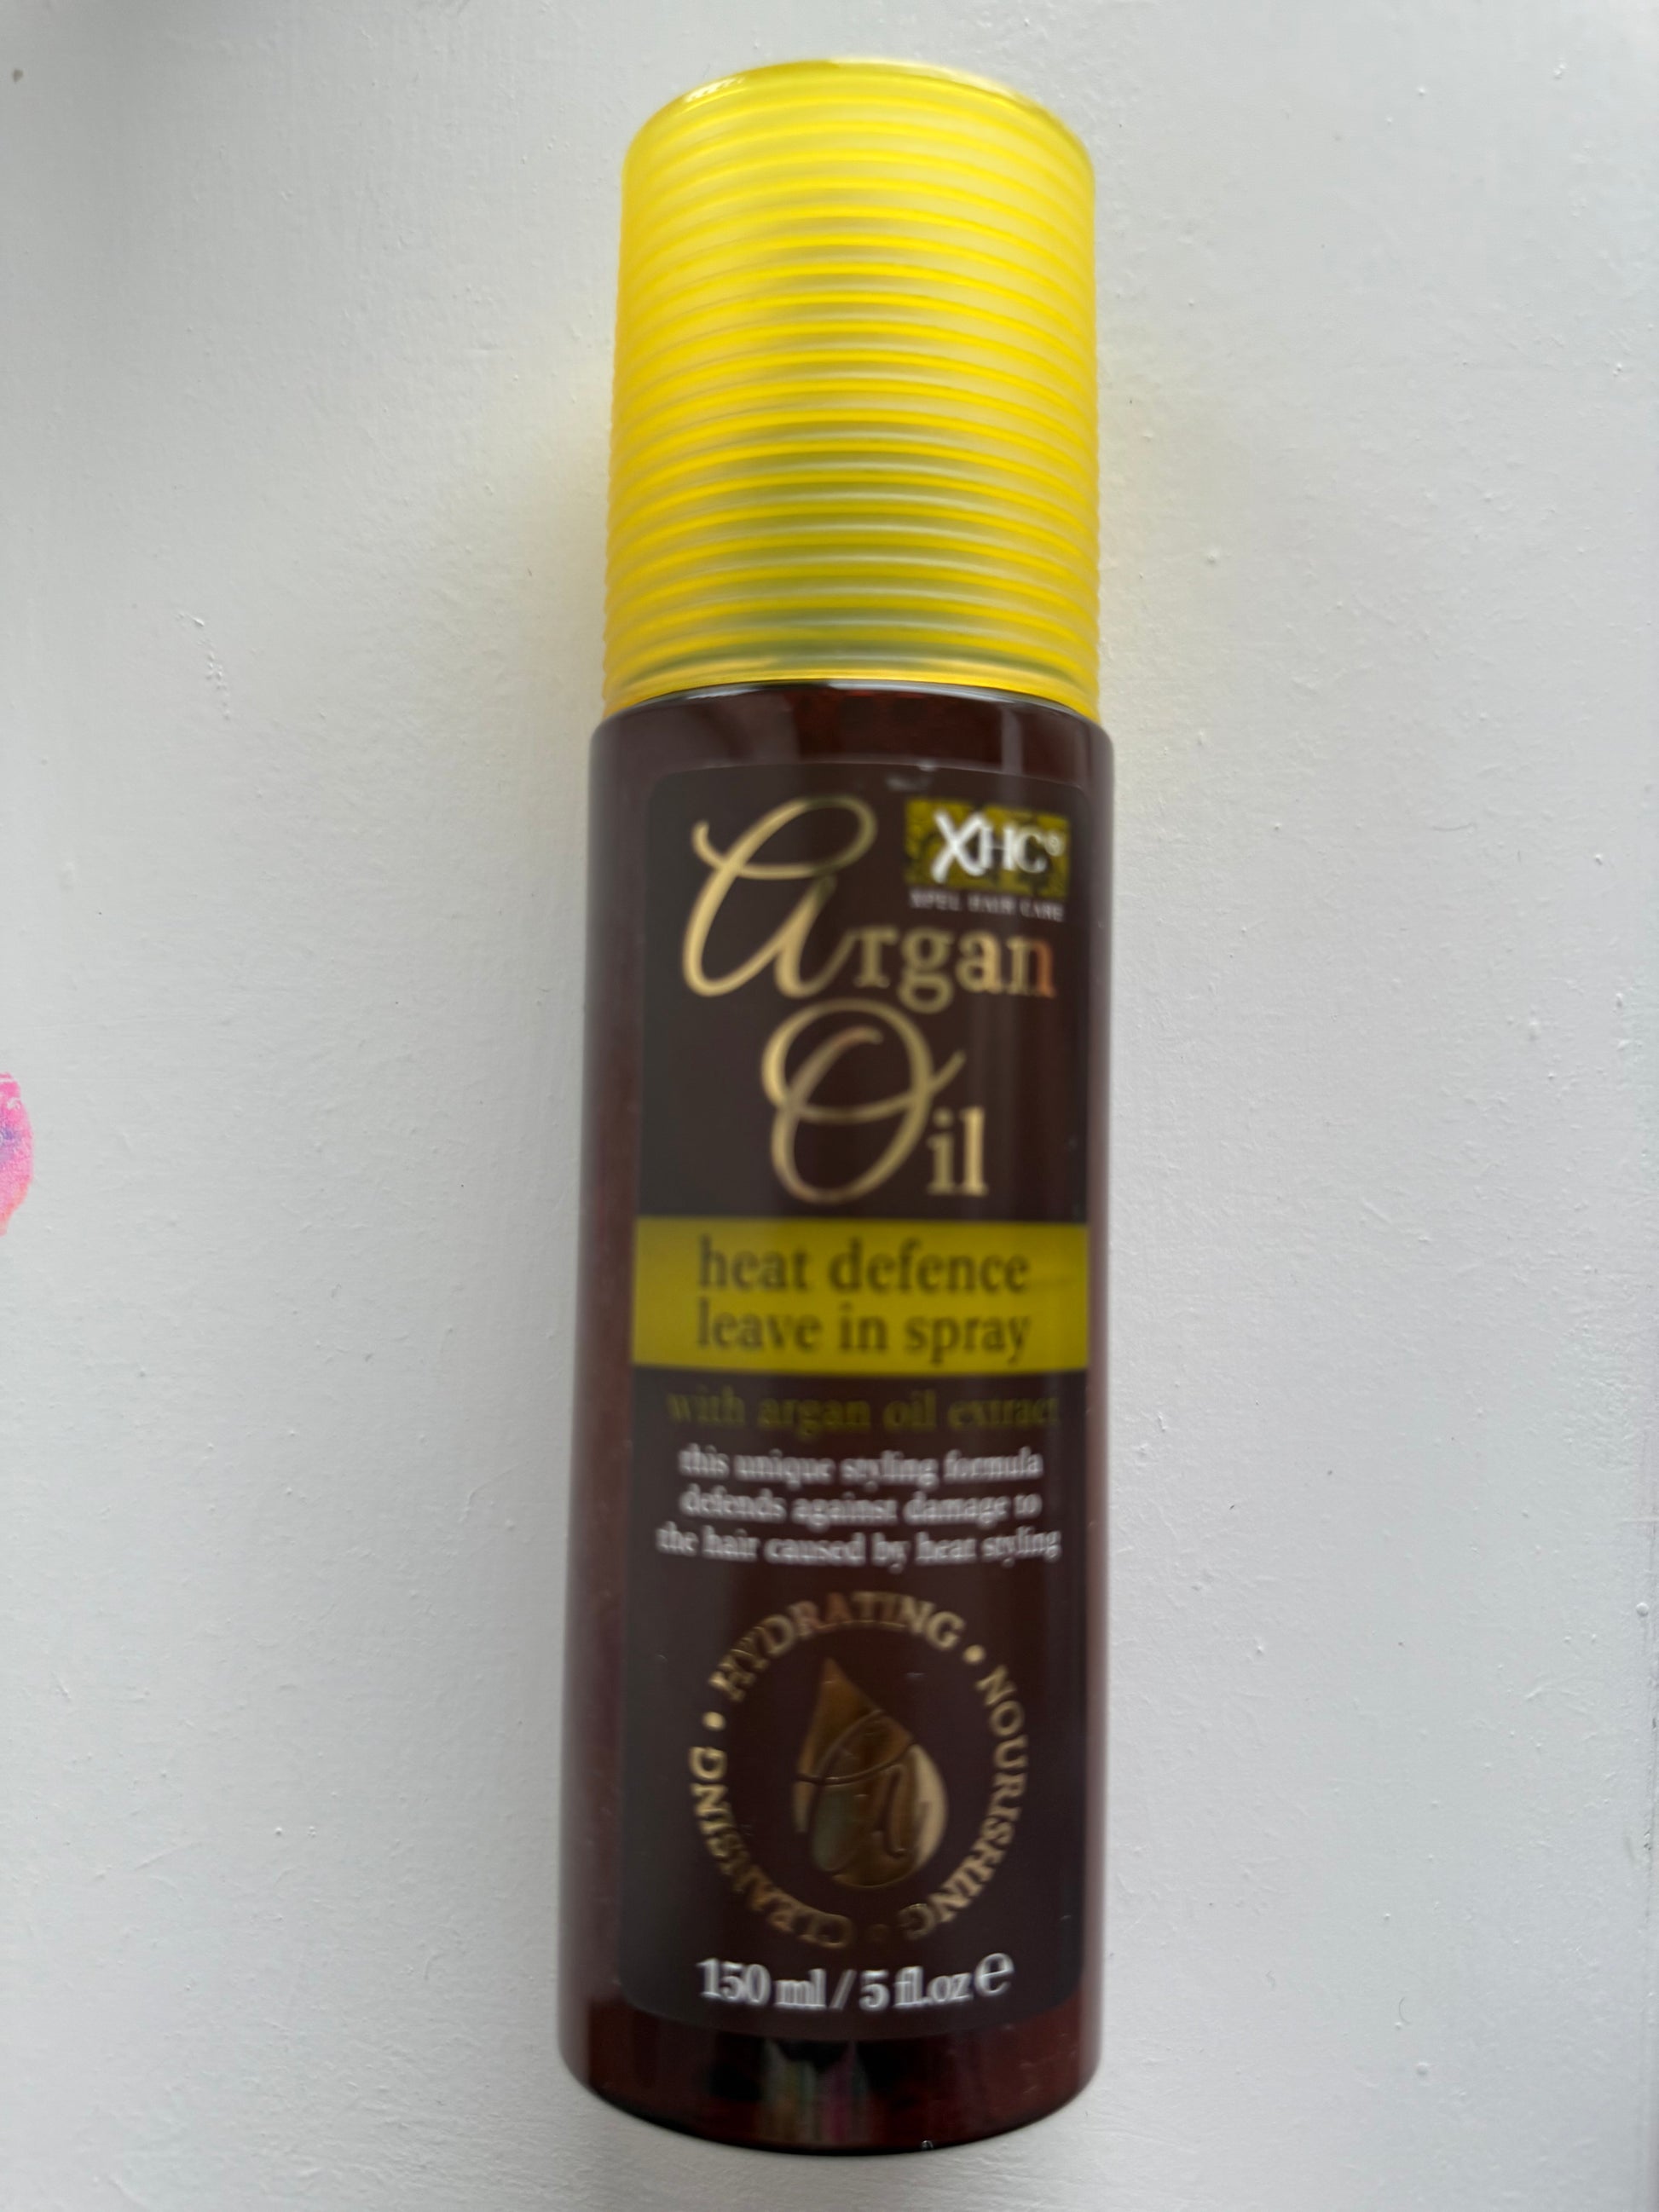 XHC®
XPEL HAIR CARE
Argan
Oil
heat defence
leave in spray
with argan oil extract
this unique styling formula
defends against damage to
the hair caused by heat styling
HYDRATING • NOURISHING • CLEANSING •
150 ml / 5 fl.oz e